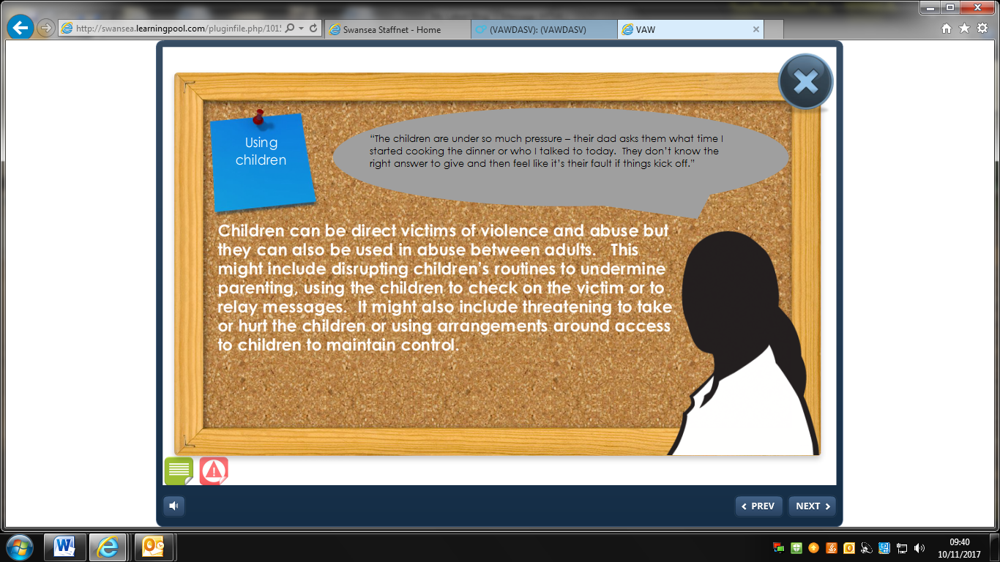 http://swansea.learningpool.com/pluginfile.php/101
Swansea Staffnet - Home
(VAWDASV): (VAWDASV)
VAW
Using
children
“The children are under so much pressure – their dad asks them what time I
started cooking the dinner or who I talked to today.  They don’t know the
right answer to give and then feel like it’s their fault if things kick off.”
Children can be direct victims of violence and abuse but
they can also be used in abuse between adults.   This
might include disrupting children’s routines to undermine
parenting, using the children to check on the victim or to
relay messages.  It might also include threatening to take
or hurt the children or using arrangements around access
to children to maintain control.
PREV
NEXT
09:40
10/11/2017